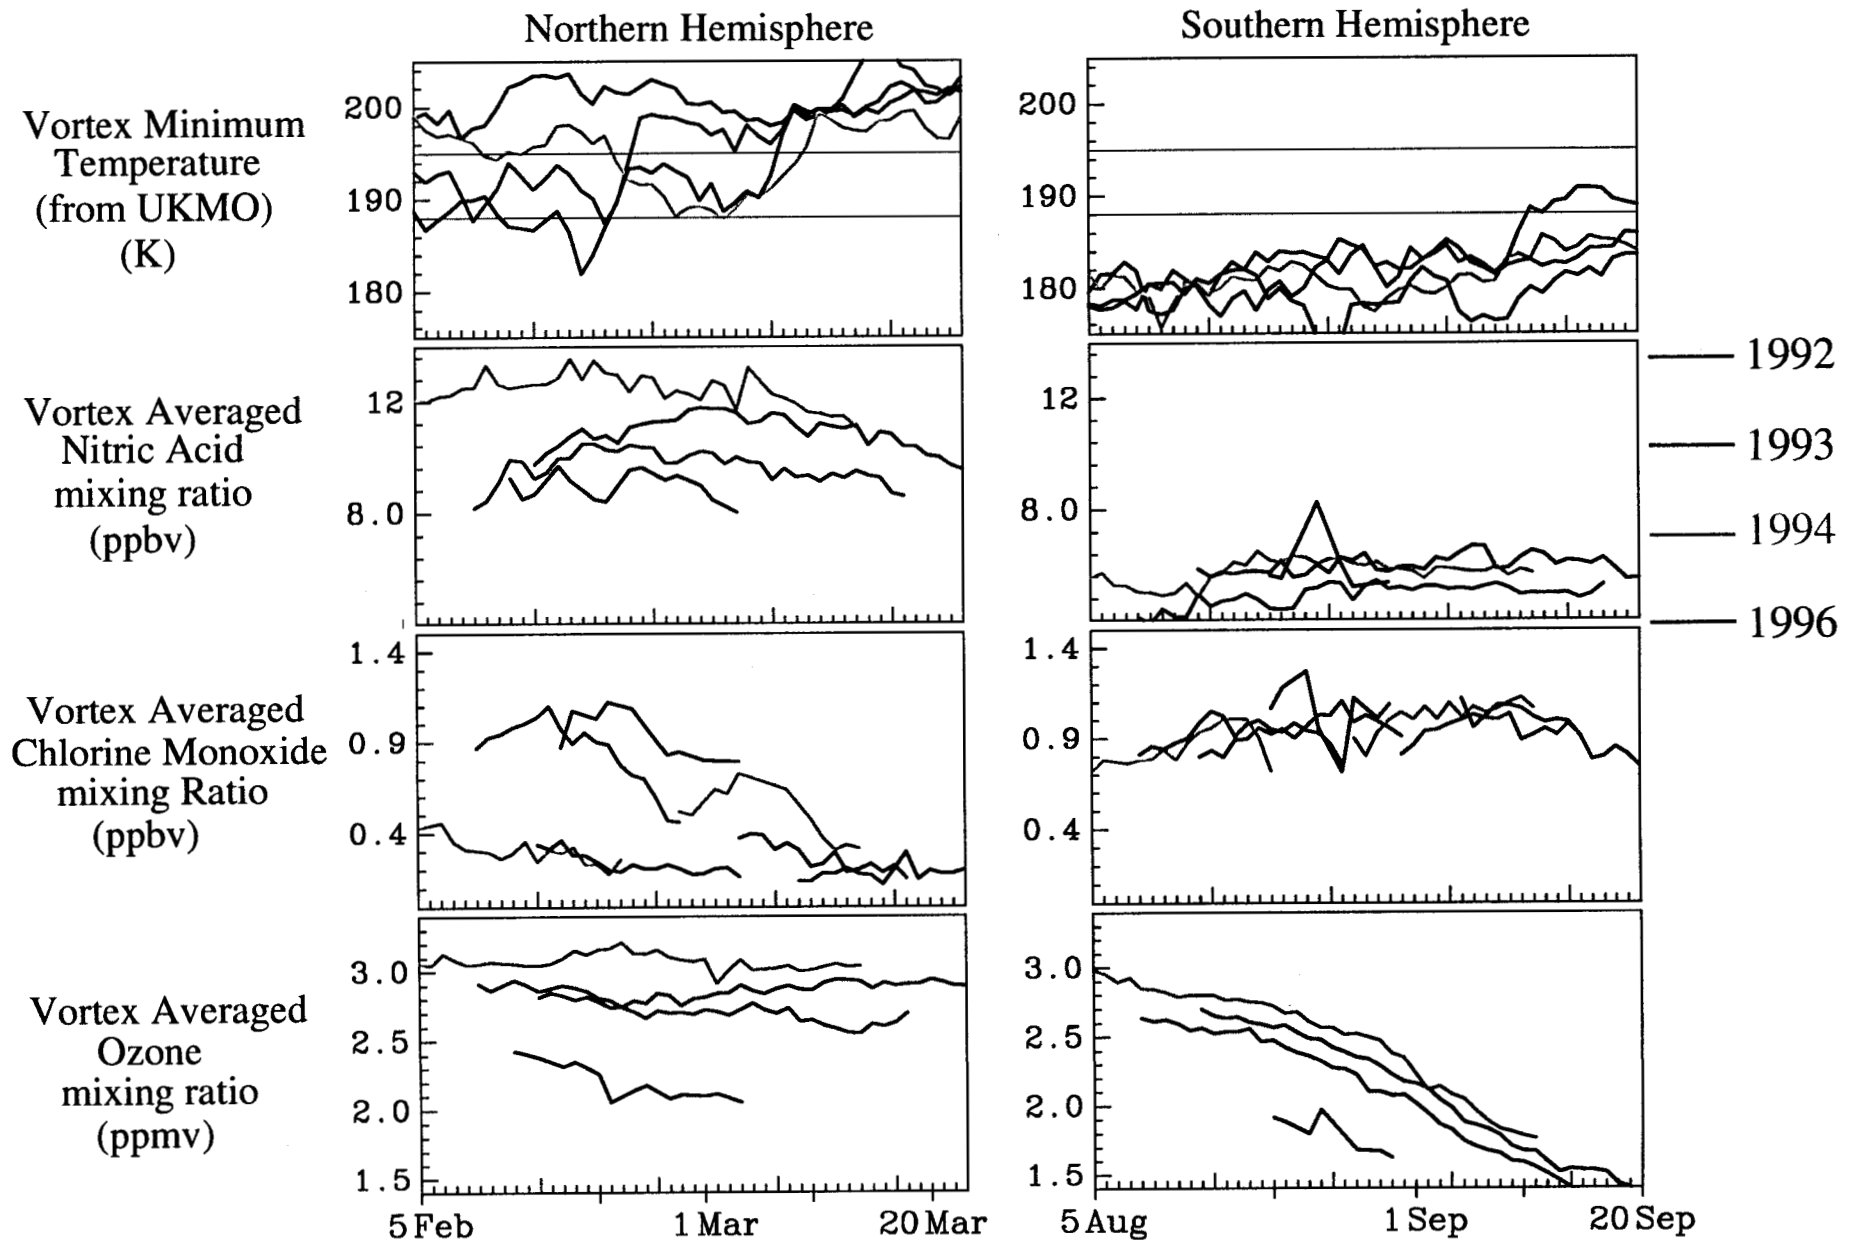 Northern Hemisphere
Southern Hemisphere
Vortex Minimum
Temperature
(from UKMO)
(K)
200
190
180
200
190
180
Vortex Averaged
Nitric Acid
mixing ratio
(ppbv)
12
8.0
12
8.0
1992
1993
1994
1996
Vortex Averaged
Chlorine Monoxide
mixing Ratio
(ppbv)
1.4
0.9
0.4
1.4
0.9
0.4
Vortex Averaged
Ozone
mixing ratio
(ppmv)
3.0
2.5
2.0
1.5
3.0
2.5
2.0
1.5
5 Feb
1 Mar
20 Mar
5 Aug
1 Sep
20 Sep